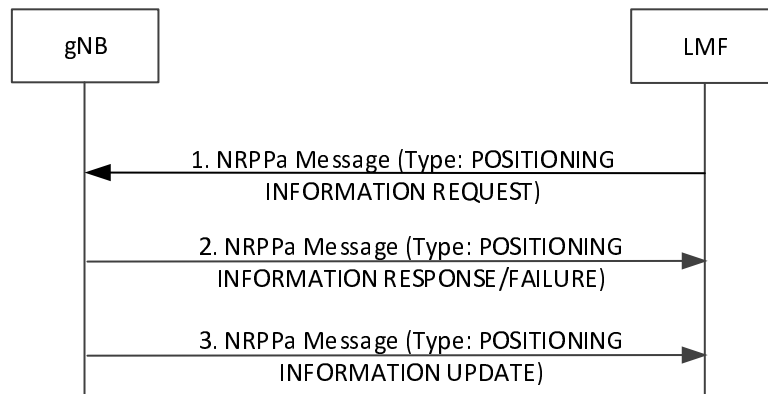 gNB
LMF
1. NRPPa Message (Type: POSITIONING
INFORMATION REQUEST)
2. NRPPa Message (Type: POSITIONING
INFORMATION RESPONSE/FAILURE)
3. NRPPa Message (Type: POSITIONING
INFORMATION UPDATE)